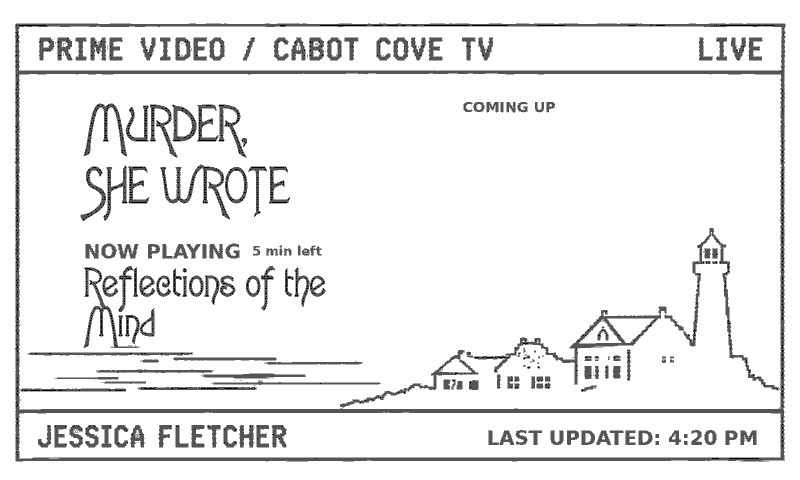 PRIME VIDEO / CABOT COVE TV
LIVE
MURDER,
SHE WROTE
COMING UP
NOW PLAYING 5 min left
Reflections of the
Mind
JESSICA FLETCHER
LAST UPDATED: 4:20 PM